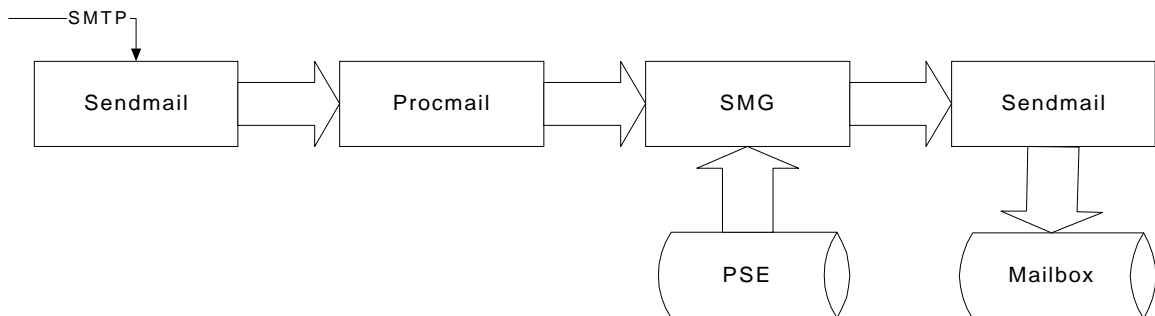 SMTP
Sendmail
Procmail
SMG
Sendmail
PSE
Mailbox